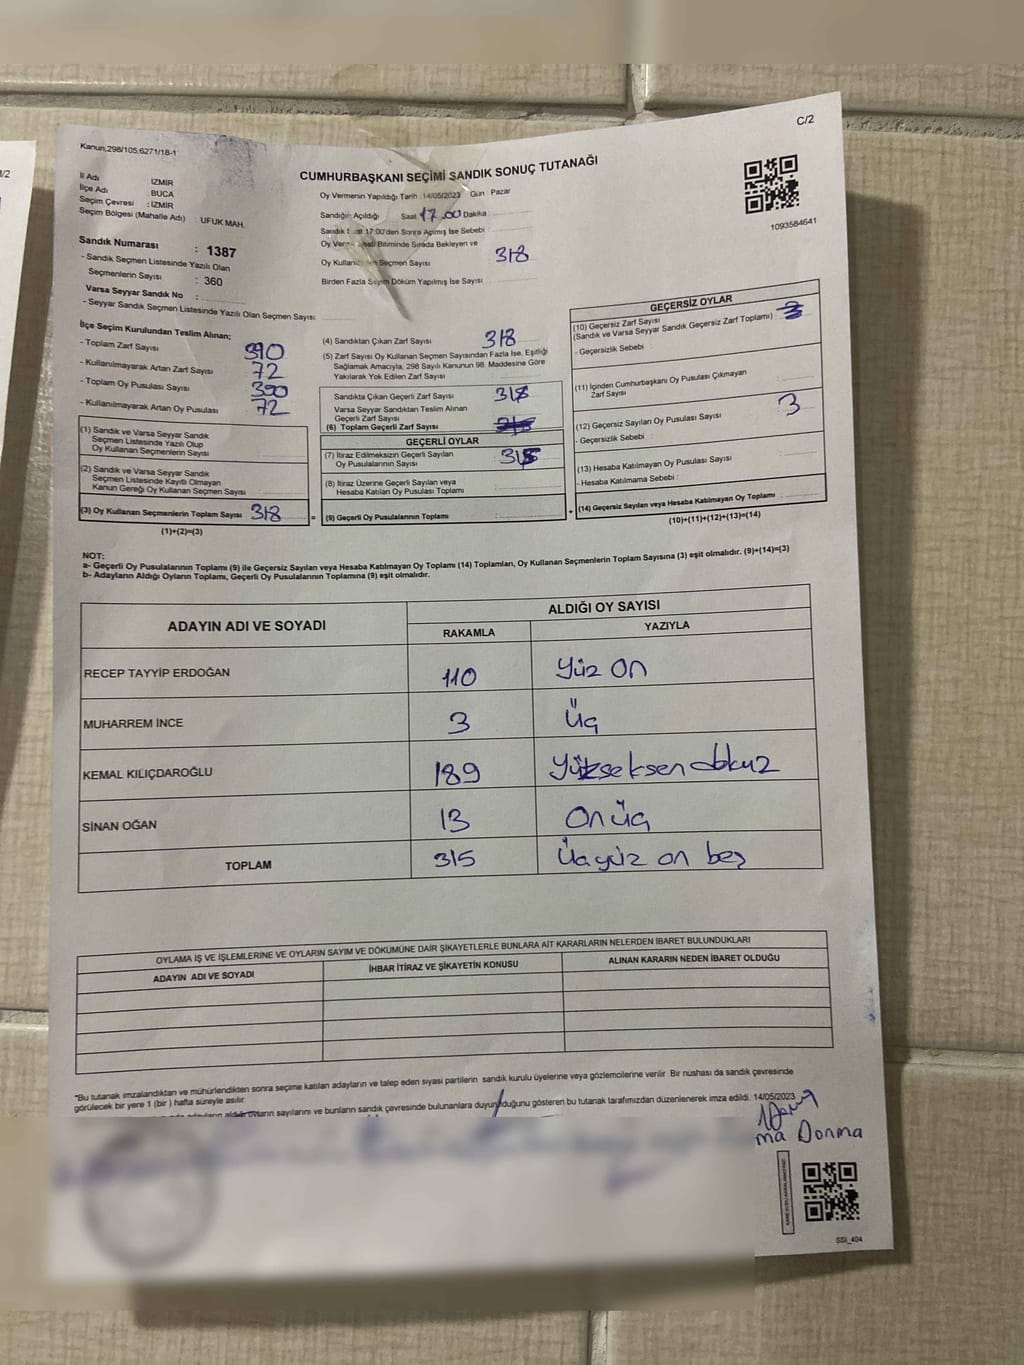 C/2
Kanun;298/105,6271/18-1
CUMHURBAŞKANI SEÇİMİ SANDIK SONUÇ TUTANAĞI
1093584641
İl Adı : İZMİR
İlçe Adı : BUCA
Seçim Çevresi : İZMİR
Seçim Bölgesi (Mahalle Adı) : UFUK MAH.
Sandık Numarası : 1387
- Sandık Seçmen Listesinde Yazılı Olan
Seçmenlerin Sayısı : 360
Varsa Seyyar Sandık No :
- Seyyar Sandık Seçmen Listesinde Yazılı Olan Seçmen Sayısı:
Oy Vermenin Yapıldığı Tarih 14/05/2023 Gün Pazar
Sandığın Açıldığı Saat 17.00 Dakika
Sandık Saat 17:00'den Sonra Açılmış İse Sebebi
Oy Verme Saati Bitiminde Sırada Bekleyen ve
Oy Kullanan Seçmen Sayısı 318
Birden Fazla Sayım Döküm Yapılmış İse Sayısı
İlçe Seçim Kurulundan Teslim Alınan;
- Toplam Zarf Sayısı 390
- Kullanılmayarak Artan Zarf Sayısı 72
- Toplam Oy Pusulası Sayısı 390
- Kullanılmayarak Artan Oy Pusulası 72
(1) Sandık ve Varsa Seyyar Sandık
Seçmen Listesinde Yazılı Olup
Oy Kullanan Seçmenlerin Sayısı
(2) Sandık ve Varsa Seyyar Sandık
Seçmen Listesinde Kayıtlı Olmayan
Kanun Gereği Oy Kullanan Seçmen Sayısı
(3) Oy Kullanan Seçmenlerin Toplam Sayısı 318
(1)+(2)=(3)
(4) Sandıktan Çıkan Zarf Sayısı 318
(5) Zarf Sayısı Oy Kullanan Seçmen Sayısından Fazla İse, Eşitliği
Sağlamak Amacıyla, 298 Sayılı Kanunun 98. Maddesine Göre
Yakılarak Yok Edilen Zarf Sayısı
Sandıkta Çıkan Geçerli Zarf Sayısı 318
Varsa Seyyar Sandıktan Teslim Alınan
Geçerli Zarf Sayısı
(6) Toplam Geçerli Zarf Sayısı
GEÇERLİ OYLAR
(7) İtiraz Edilmeksizin Geçerli Sayılan
Oy Pusulalarının Sayısı 315
(8) İtiraz Üzerine Geçerli Sayılan veya
Hesaba Katılan Oy Pusulası Toplamı
= (9) Geçerli Oy Pusulalarının Toplamı
GEÇERSİZ OYLAR
(10) Geçersiz Zarf Sayısı
(Sandık ve Varsa Seyyar Sandık Geçersiz Zarf Toplamı) :
- Geçersizlik Sebebi :
(11) İçinden Cumhurbaşkanı Oy Pusulası Çıkmayan
Zarf Sayısı
(12) Geçersiz Sayılan Oy Pusulası Sayısı : 3
- Geçersizlik Sebebi :
(13) Hesaba Katılmayan Oy Pusulası Sayısı :
- Hesaba Katılmama Sebebi :
+ (14) Geçersiz Sayılan veya Hesaba Katılmayan Oy Toplamı
(10)+(11)+(12)+(13)=(14)
NOT:
a- Geçerli Oy Pusulalarının Toplamı (9) ile Geçersiz Sayılan veya Hesaba Katılmayan Oy Toplamı (14) Toplamları, Oy Kullanan Seçmenlerin Toplam Sayısına (3) eşit olmalıdır. (9)+(14)=(3)
b- Adayların Aldığı Oyların Toplamı, Geçerli Oy Pusulalarının Toplamına (9) eşit olmalıdır.
ADAYIN ADI VE SOYADI ALDIĞI OY SAYISI
RAKAMLA YAZIYLA
RECEP TAYYİP ERDOĞAN 110 Yüz on
MUHARREM İNCE 3 Üç
KEMAL KILIÇDAROĞLU 189 Yükseksen dokuz
SİNAN OĞAN 13 On üç
TOPLAM 315 Üçyüz on beş
OYLAMA İŞ VE İŞLEMLERİNE VE OYLARIN SAYIM VE DÖKÜMÜNE DAİR ŞİKAYETLERLE BUNLARA AİT KARARLARIN NELERDEN İBARET BULUNDUKLARI
ADAYIN ADI VE SOYADI İHBAR İTİRAZ VE ŞİKAYETİN KONUSU ALINAN KARARIN NEDEN İBARET OLDUĞU
"Bu tutanak imzalandıktan ve mühürlendikten sonra seçime katılan adayların ve talep eden siyasi partilerin sandık kurulu üyelerine veya gözlemcilerine verilir. Bir nüshası da sandık çevresinde
görülecek bir yere 1 (bir) hafta süreyle asılır.
adayların aldığı oyların sayılarını ve bunların sandık çevresinde bulunanlara duyurulduğunu gösteren bu tutanak tarafımızdan düzenlenerek imza edildi. 14/05/2023
Donma
SSI_404